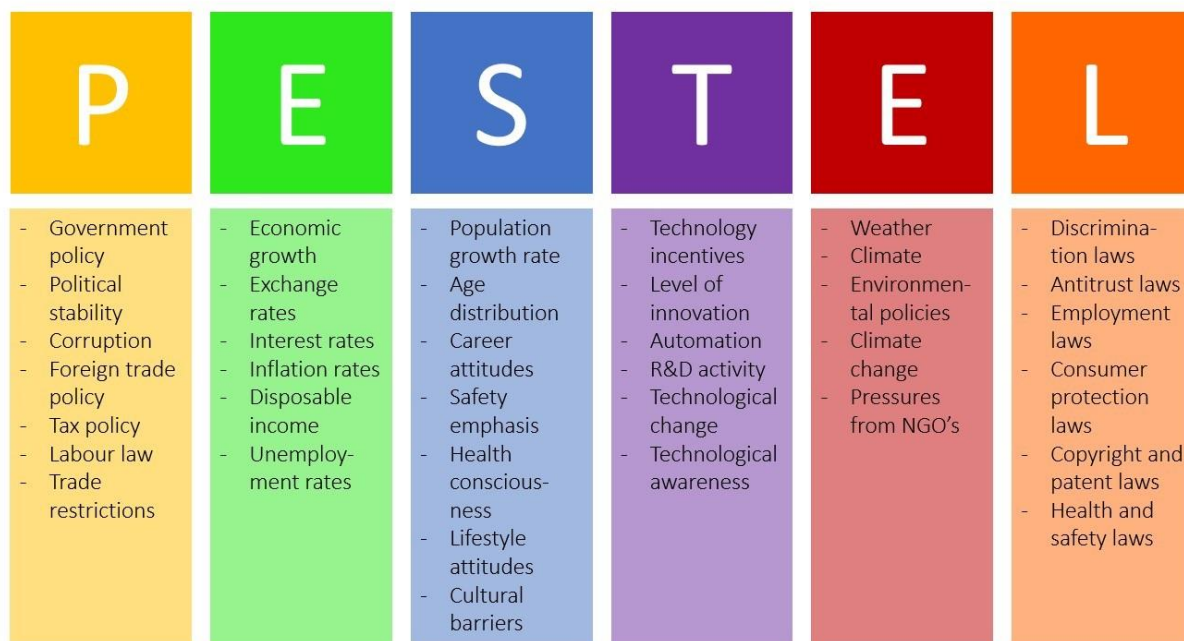 P
E
S
T
E
L
- Government
policy
- Political
stability
- Corruption
- Foreign trade
policy
- Tax policy
- Labour law
- Trade
restrictions
- Economic
growth
- Exchange
rates
- Interest rates
- Inflation rates
- Disposable
income
- Unemploy-
ment rates
- Population
growth rate
- Age
distribution
- Career
attitudes
- Safety
emphasis
- Health
conscious-
ness
- Lifestyle
attitudes
- Cultural
barriers
- Technology
incentives
- Level of
innovation
- Automation
- R&D activity
- Technological
change
- Technological
awareness
- Weather
- Climate
- Environmen-
tal policies
- Climate
change
- Pressures
from NGO's
- Discrimina-
tion laws
- Antitrust laws
- Employment
laws
- Consumer
protection
laws
- Copyright and
patent laws
- Health and
safety laws